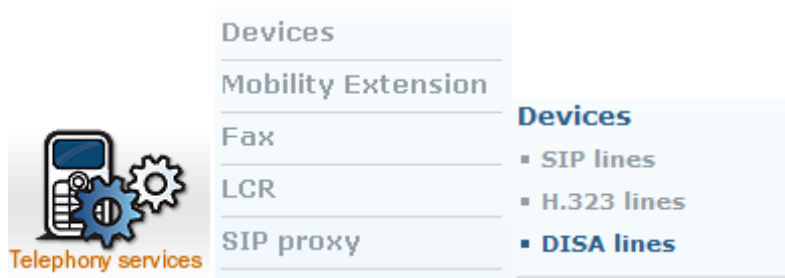 Telephony services
Devices
Mobility Extension
Fax
LCR
SIP proxy
Devices
SIP lines
H.323 lines
DISA lines